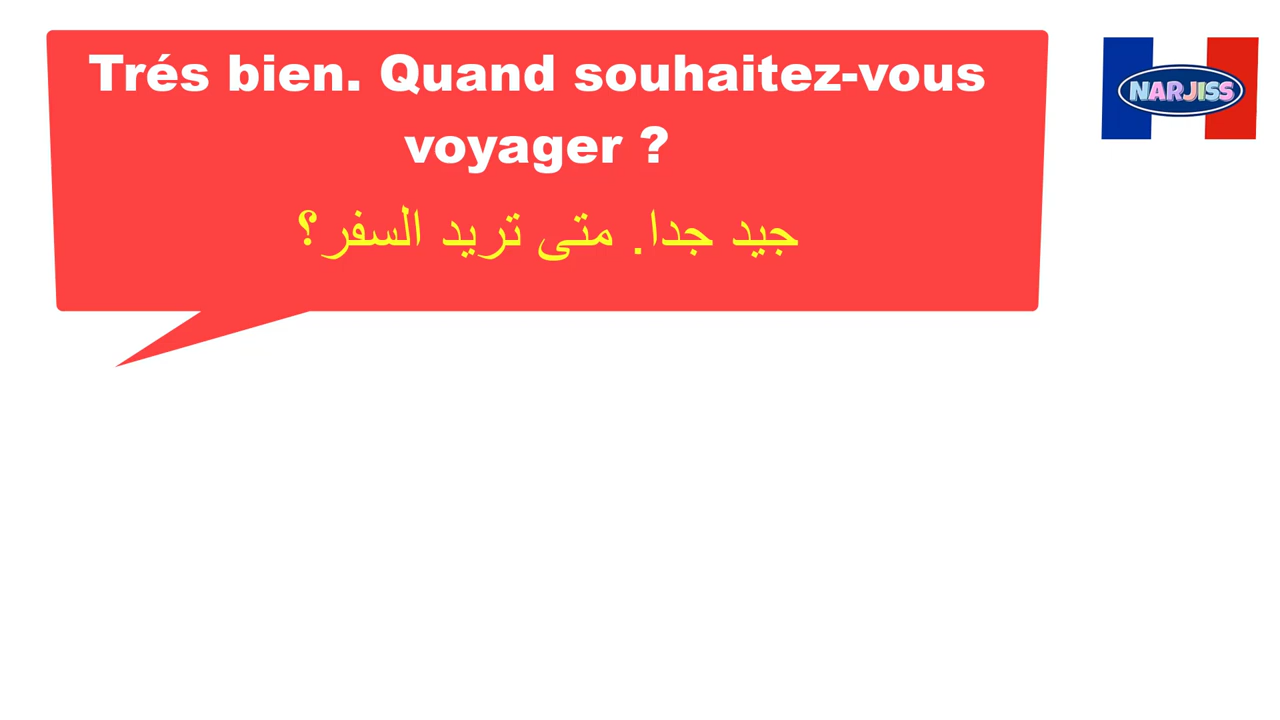 Trés bien. Quand souhaitez-vous
voyager ?
جيد جدا. متى تريد السفر؟
NARJISS